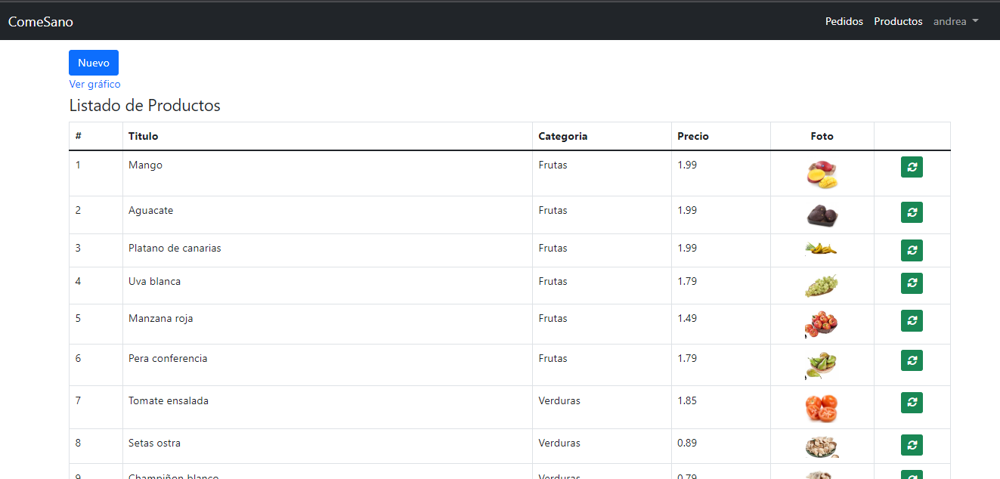 ComeSano Pedidos Productos andrea
Nuevo
Ver gráfico
Listado de Productos
# Titulo Categoria Precio Foto
1 Mango Frutas 1.99
2 Aguacate Frutas 1.99
3 Platano de canarias Frutas 1.99
4 Uva blanca Frutas 1.79
5 Manzana roja Frutas 1.49
6 Pera conferencia Frutas 1.79
7 Tomate ensalada Verduras 1.85
8 Setas ostra Verduras 0.89
9 Champiñon blanco Verduras 0.79